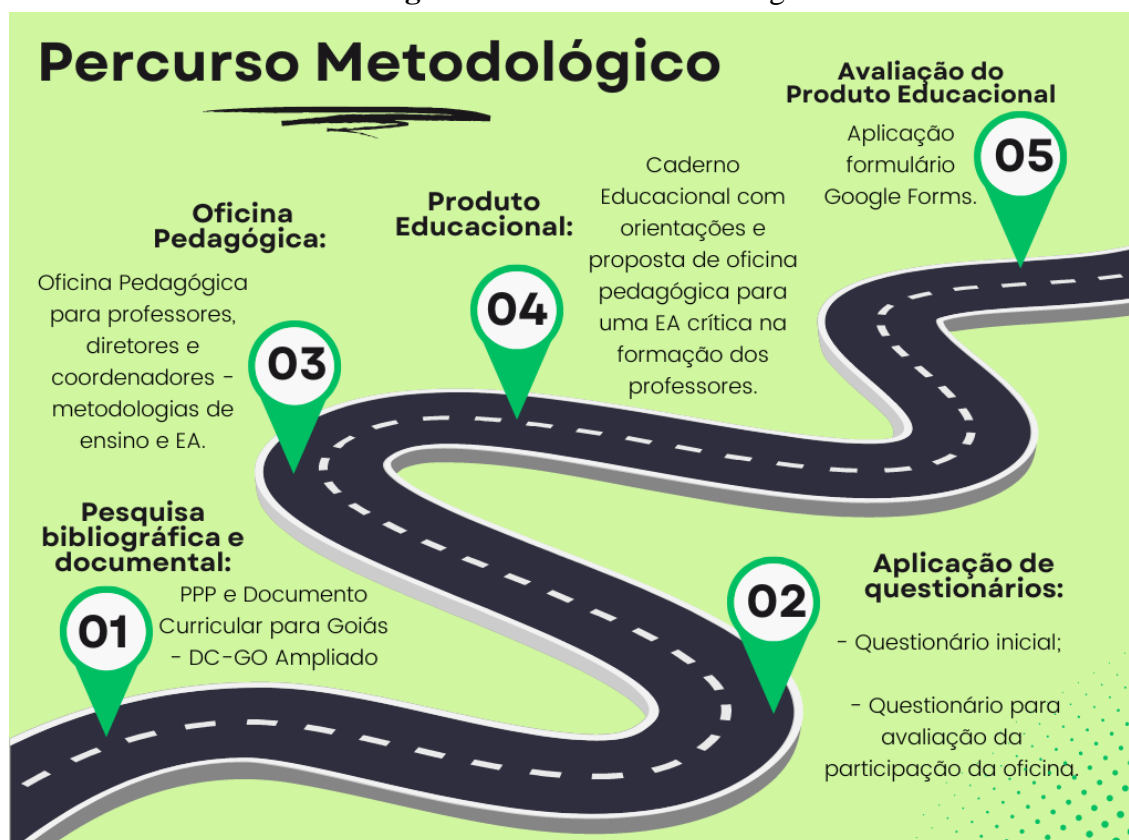 Percurso Metodológico
Pesquisa
bibliográfica e
documental:
01
PPP e Documento
Curricular para Goiás
- DC-GO Ampliado
02
Aplicação de
questionários:
- Questionário inicial;
- Questionário para
avaliação da
participação da oficina.
Oficina
Pedagógica:
Oficina Pedagógica
para professores,
diretores e
coordenadores -
metodologias de
ensino e EA.
03
Produto
Educacional:
04
Caderno
Educacional com
orientações e
proposta de oficina
pedagógica para
uma EA crítica na
formação dos
professores.
Avaliação do
Produto Educacional
Aplicação
formulário
Google Forms.
05